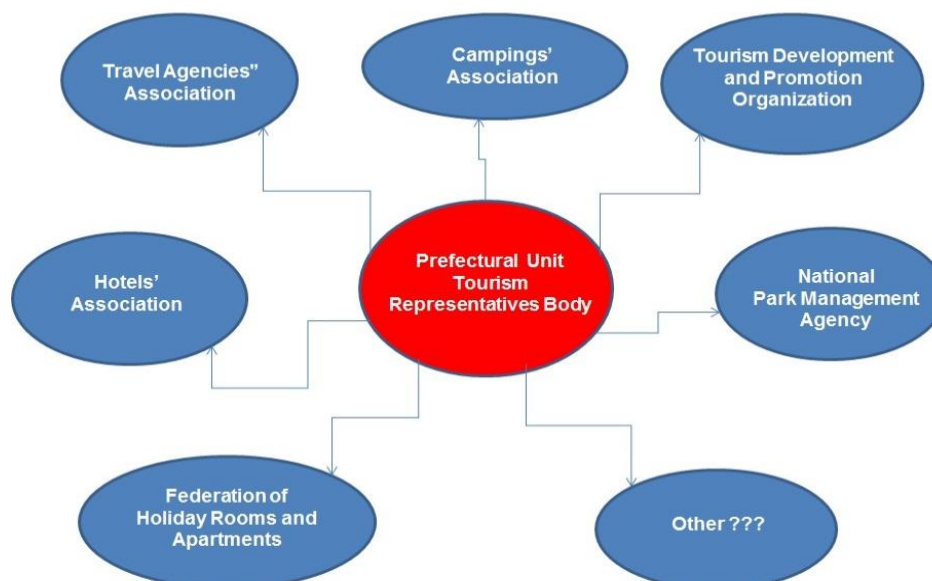 Travel Agencies''
Association
Campings'
Association
Tourism Development
and Promotion
Organization
Hotels'
Association
Prefectural Unit
Tourism
Representatives Body
National
Park Management
Agency
Federation of
Holiday Rooms and
Apartments
Other ???